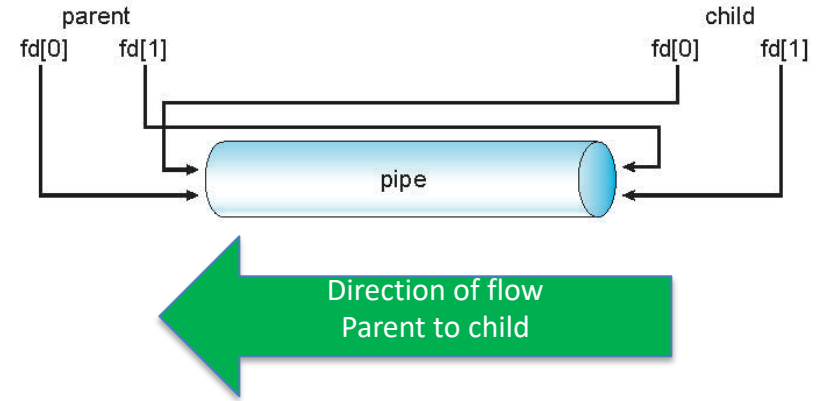 parent child
fd[0] fd[1] fd[0] fd[1]
pipe
Direction of flow
Parent to child